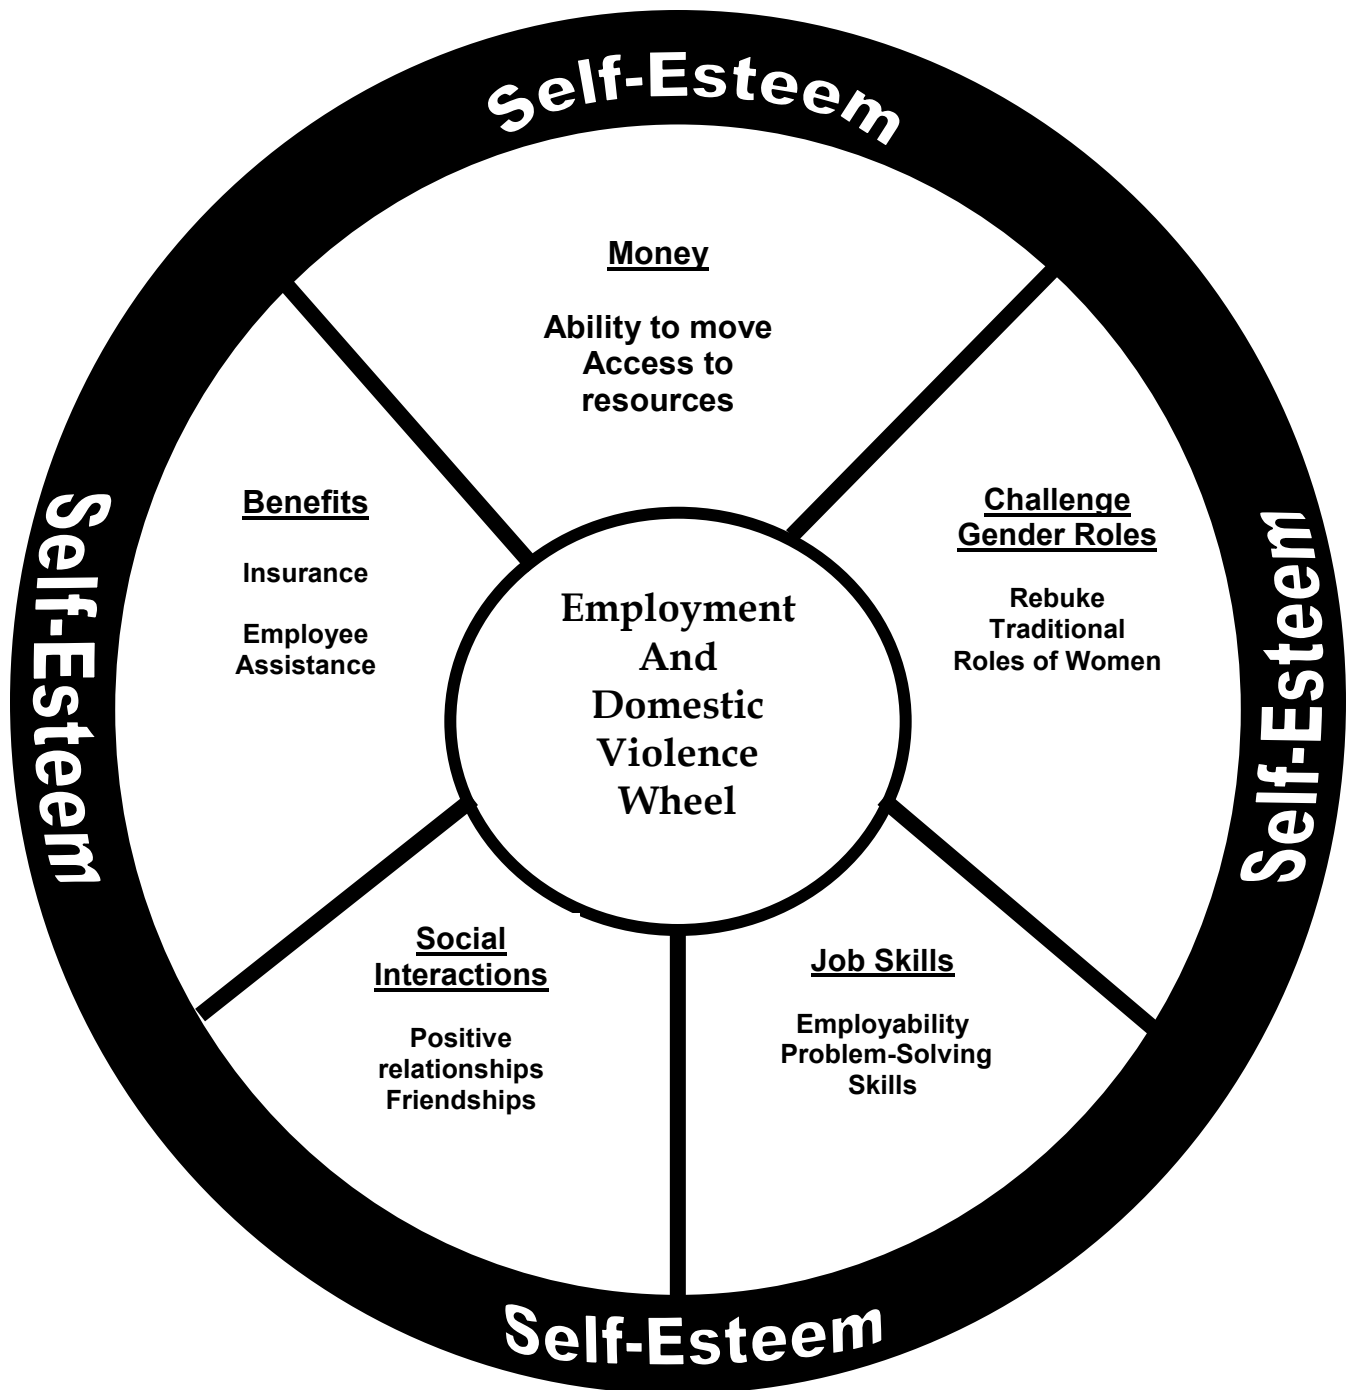 Self-Esteem
Money
Ability to move
Access to
resources
Benefits
Insurance
Employee
Assistance
Challenge
Gender Roles
Rebuke
Traditional
Roles of Women
Employment
And
Domestic
Violence
Wheel
Self-Esteem
Self-Esteem
Social
Interactions
Positive
relationships
Friendships
Job Skills
Employability
Problem-Solving
Skills
Self-Esteem